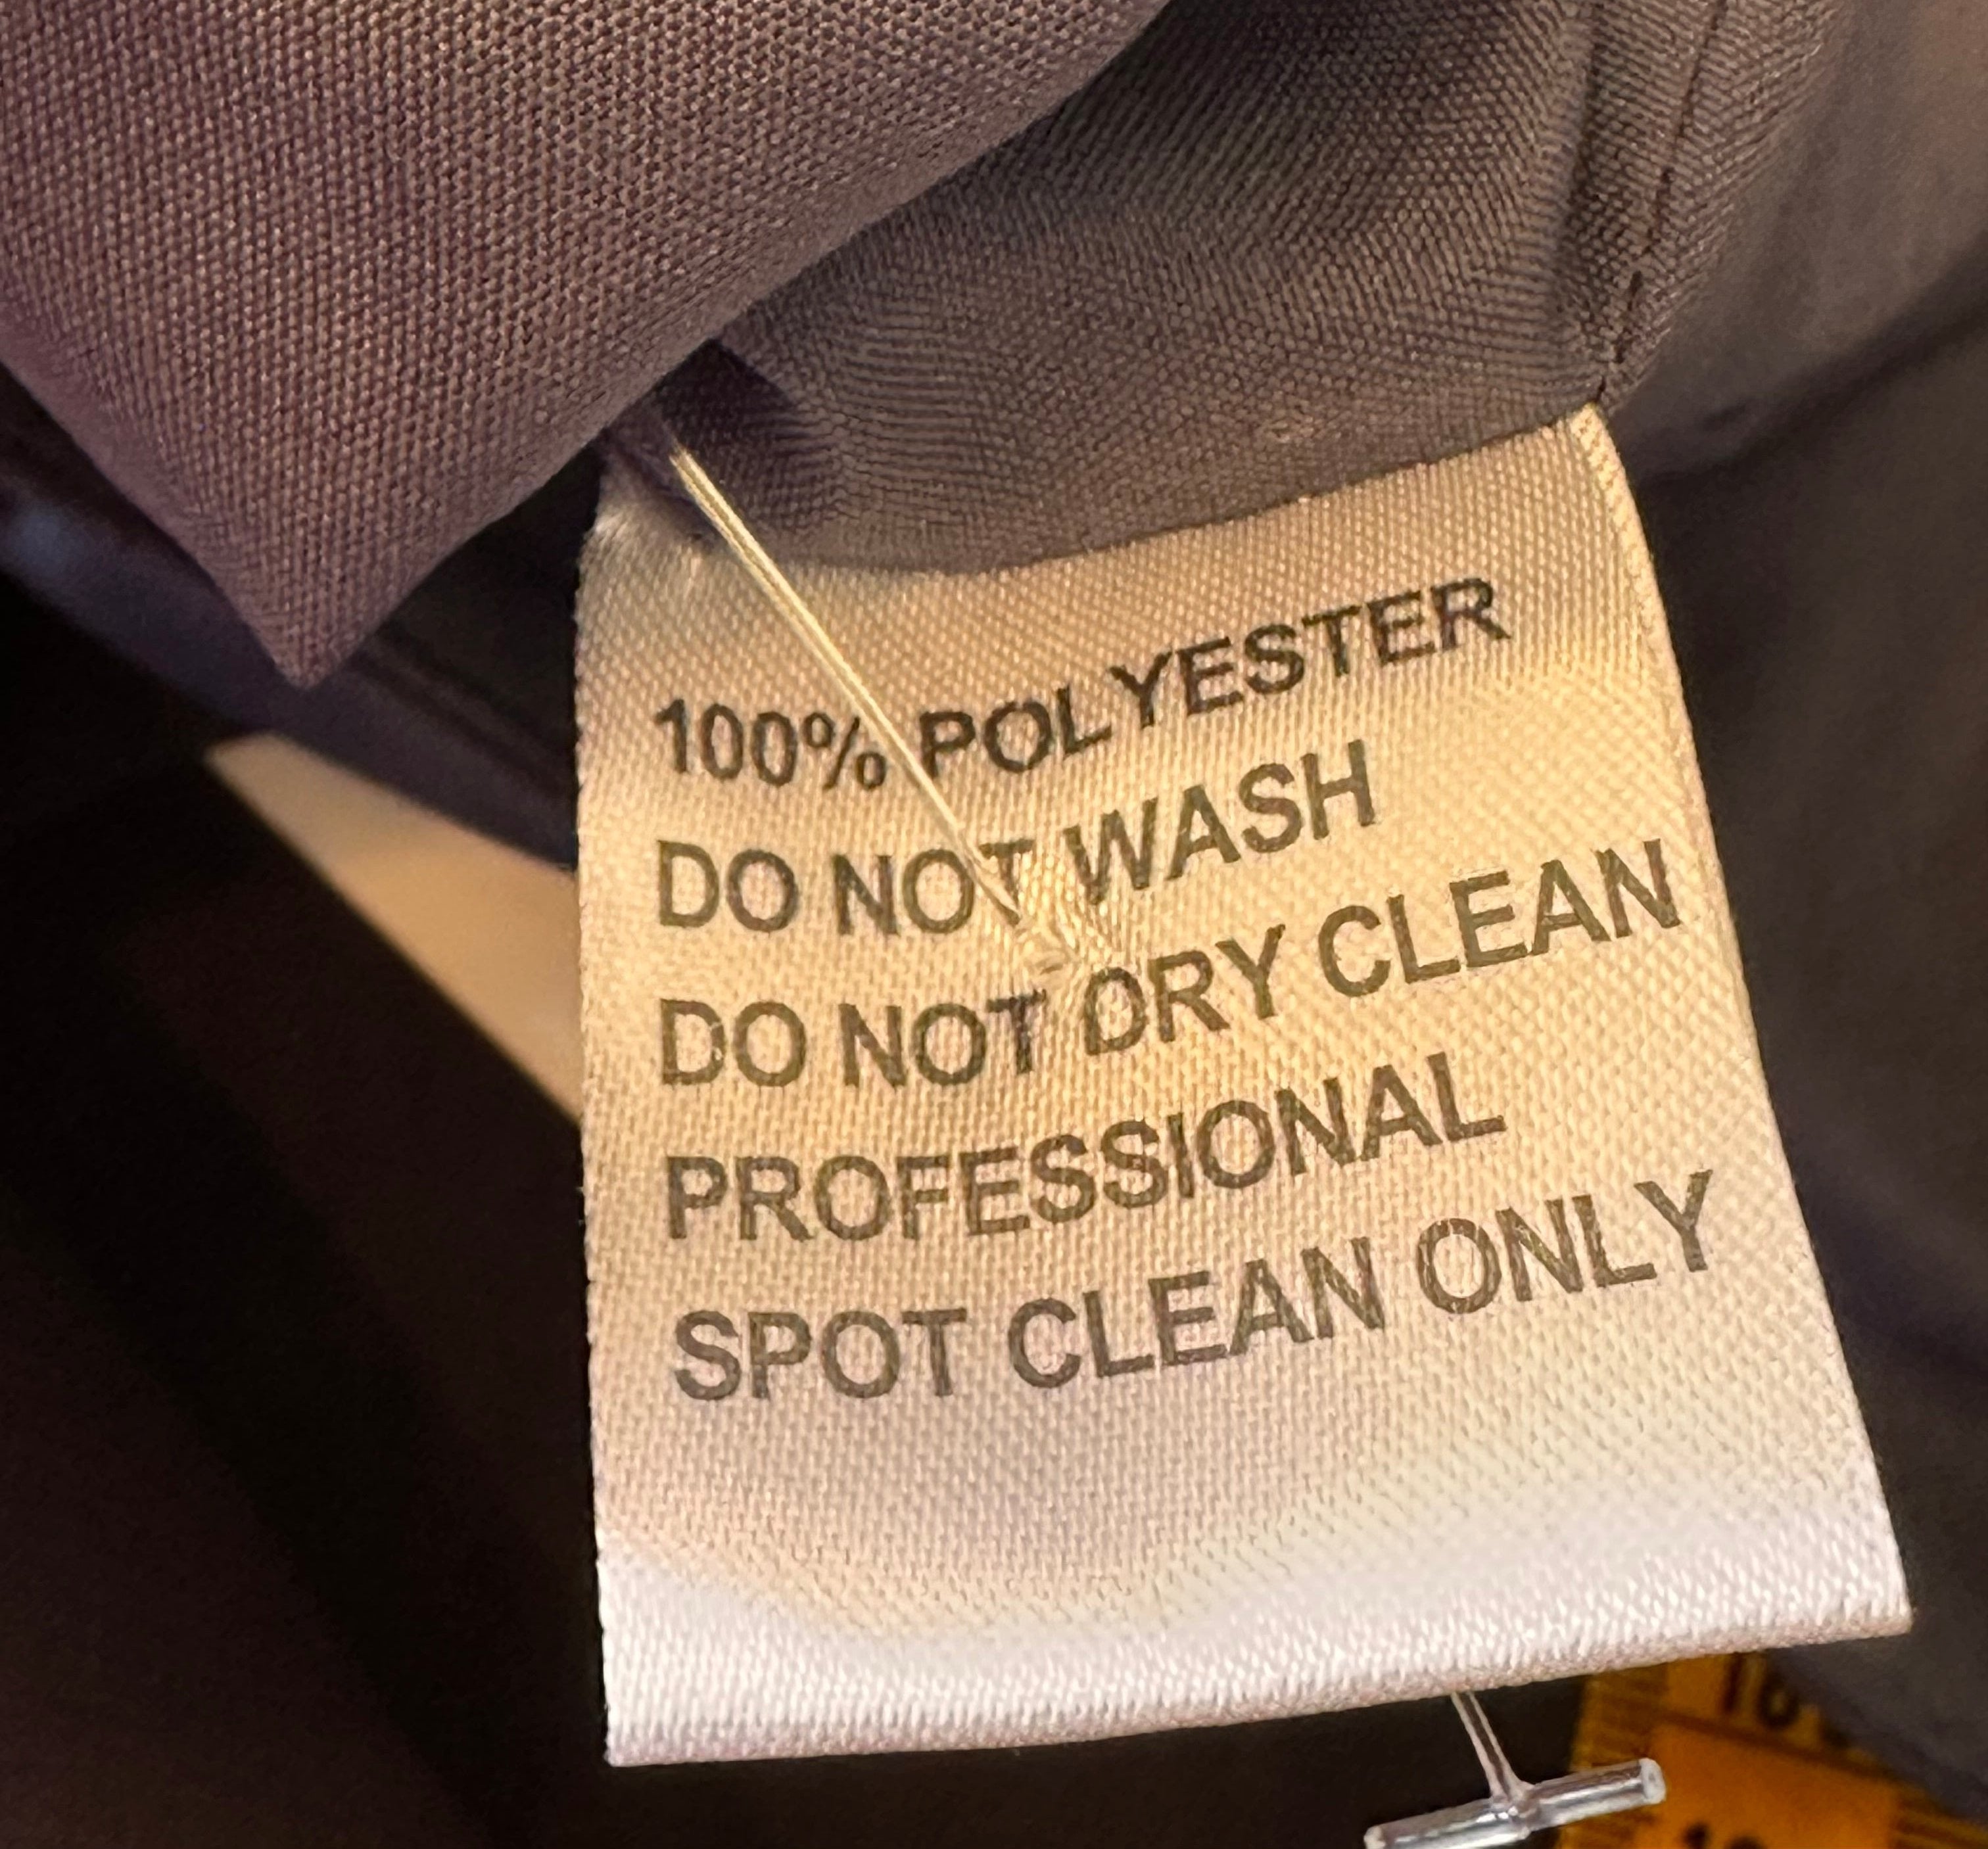 100% POLYESTER
DO NOT WASH
DO NOT DRY CLEAN
PROFESSIONAL
SPOT CLEAN ONLY